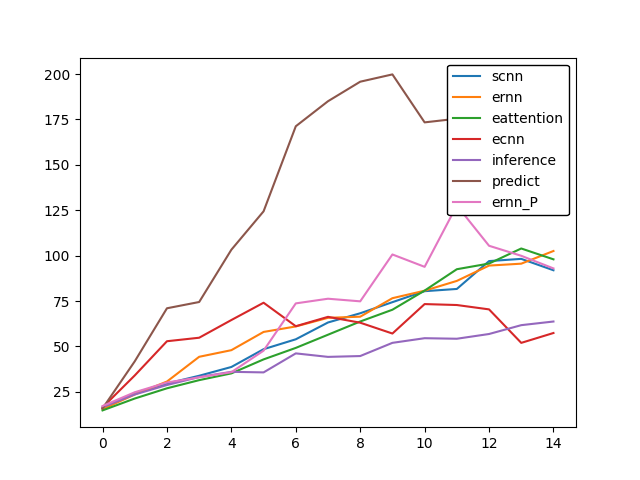 200
175
150
125
100
75
50
25
0 2 4 6 8 10 12 14
scnn
ernn
eattention
ecnn
inference
predict
ernn_P